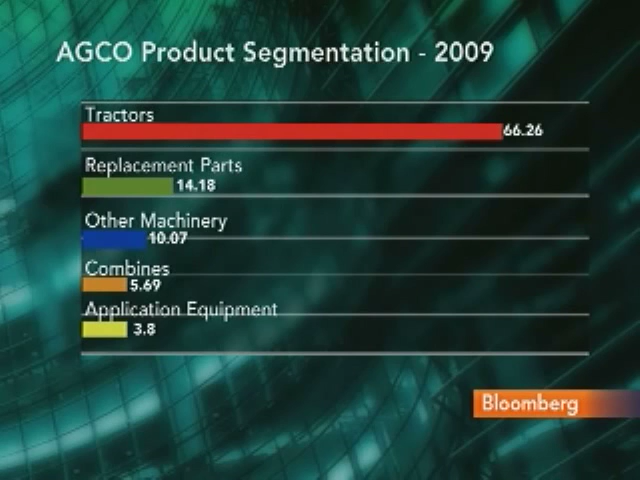 AGCO Product Segmentation - 2009
Tractors
66.26
Replacement Parts
14.18
Other Machinery
10.07
Combines
5.69
Application Equipment
3.8
Bloomberg